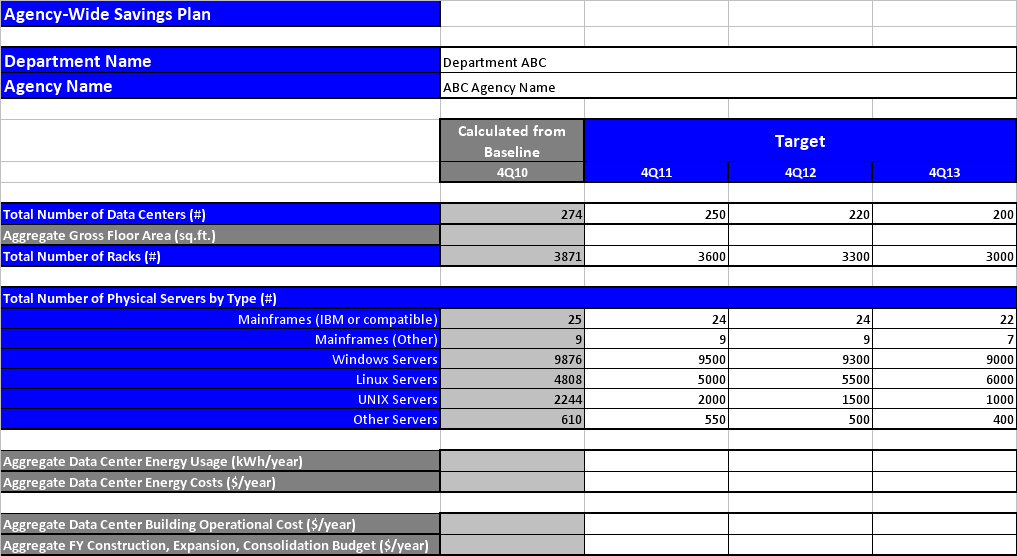 Agency-Wide Savings Plan
Department Name Department ABC
Agency Name ABC Agency Name
Calculated from
Baseline Target
4Q10 4Q11 4Q12 4Q13
Total Number of Data Centers (#) 274 250 220 200
Aggregate Gross Floor Area (sq.ft.)
Total Number of Racks (#) 3871 3600 3300 3000
Total Number of Physical Servers by Type (#)
Mainframes (IBM or compatible) 25 24 24 22
Mainframes (Other) 9 9 9 7
Windows Servers 9876 9500 9300 9000
Linux Servers 4808 5000 5500 6000
UNIX Servers 2244 2000 1500 1000
Other Servers 610 550 500 400
Aggregate Data Center Energy Usage (kWh/year)
Aggregate Data Center Energy Costs ($/year)
Aggregate Data Center Building Operational Cost ($/year)
Aggregate FY Construction, Expansion, Consolidation Budget ($/year)